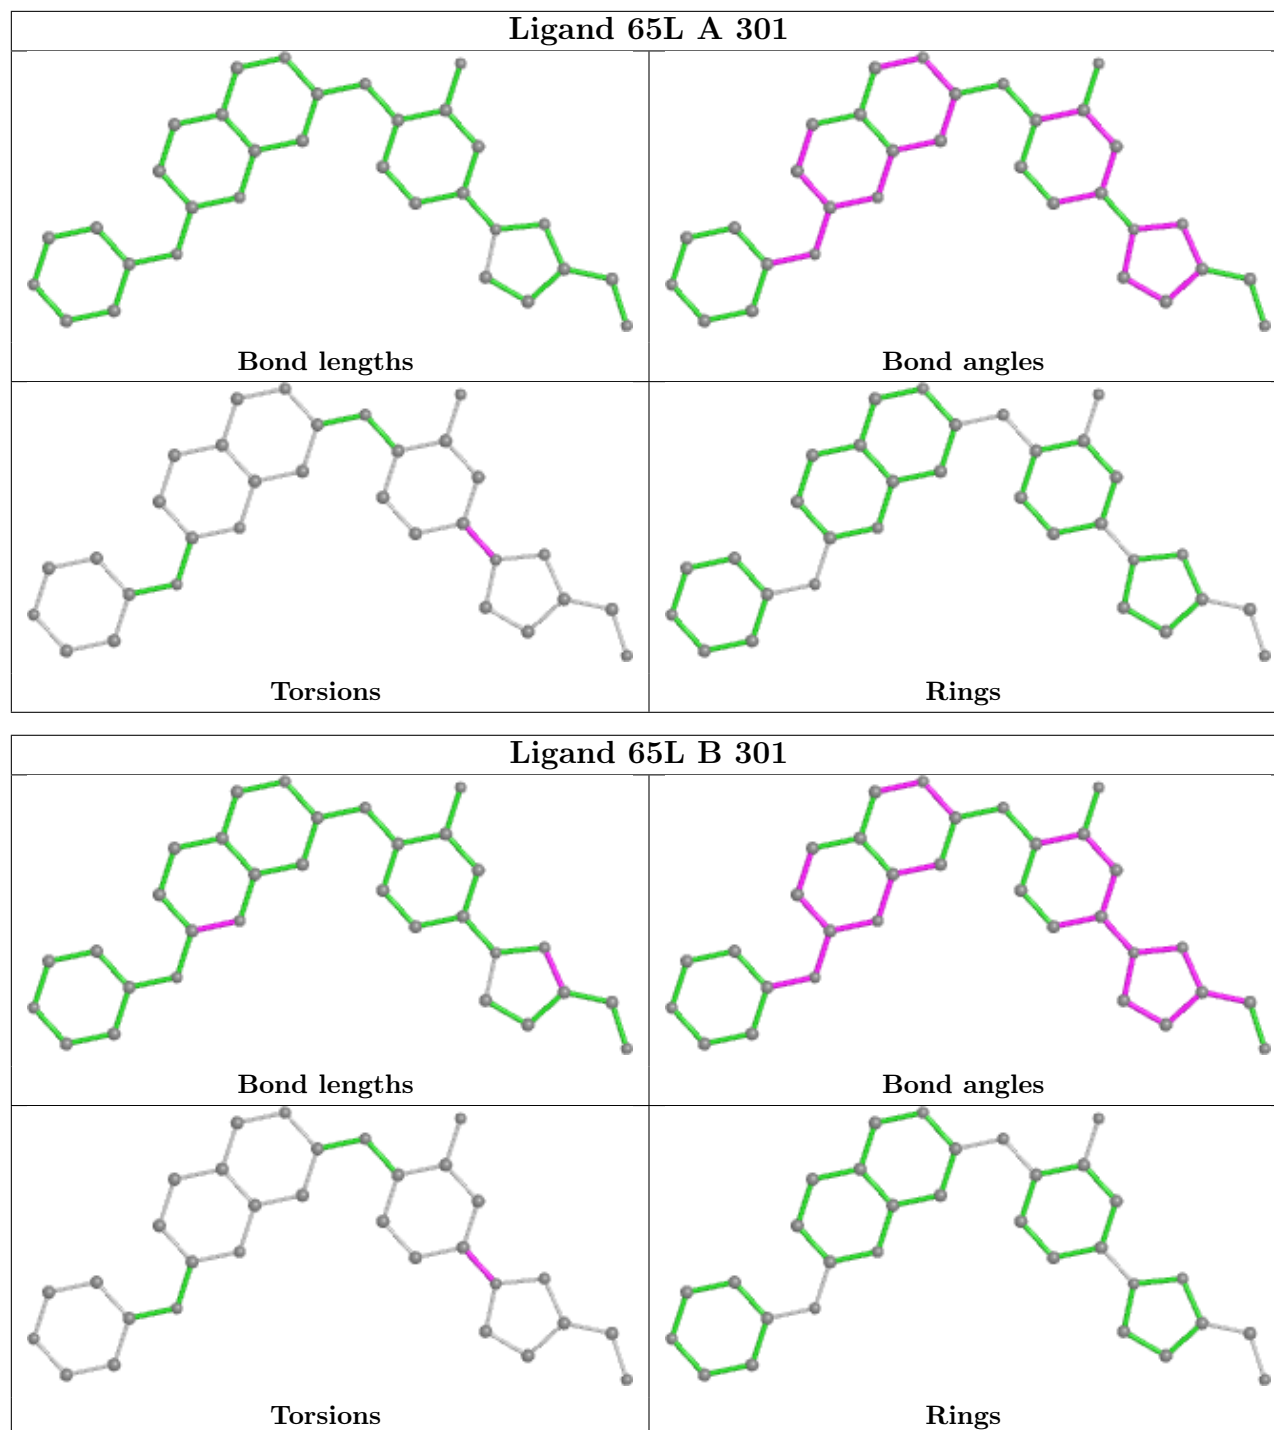 Ligand 65L A 301
Bond lengths
Bond angles
Torsions
Rings
Ligand 65L B 301
Bond lengths
Bond angles
Torsions
Rings